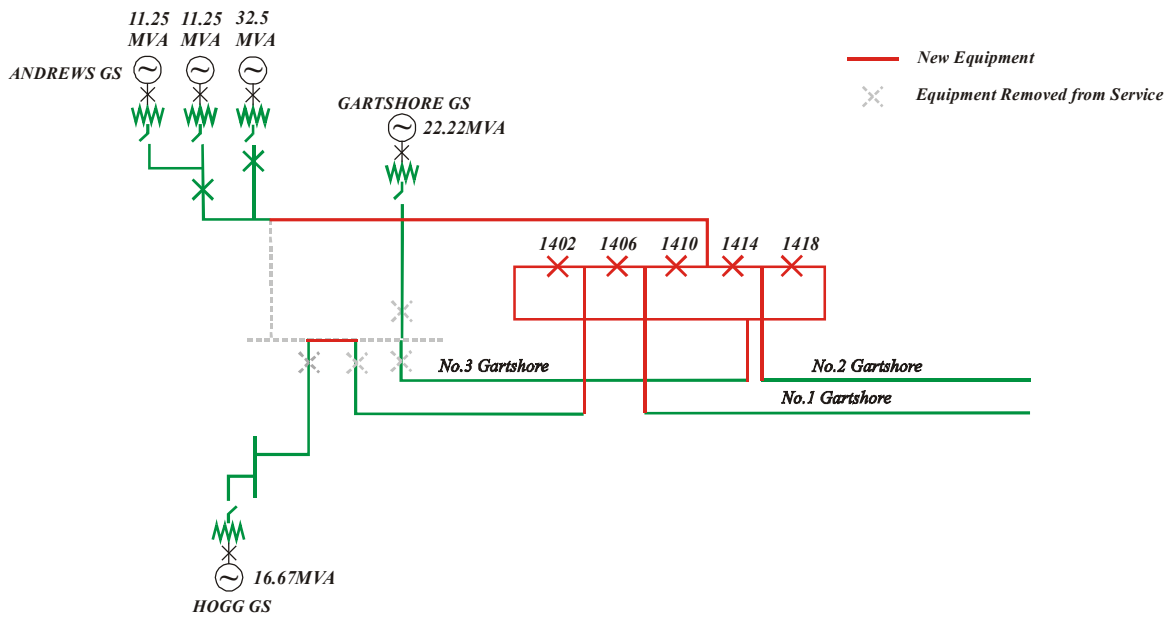 11.25 11.25 32.5
MVA MVA MVA
ANDREWS GS
New Equipment
Equipment Removed from Service
GARTSHORE GS
22.22MVA
1402 1406 1410 1414 1418
No.3 Gartshore
No.2 Gartshore
No.1 Gartshore
16.67MVA
HOGG GS